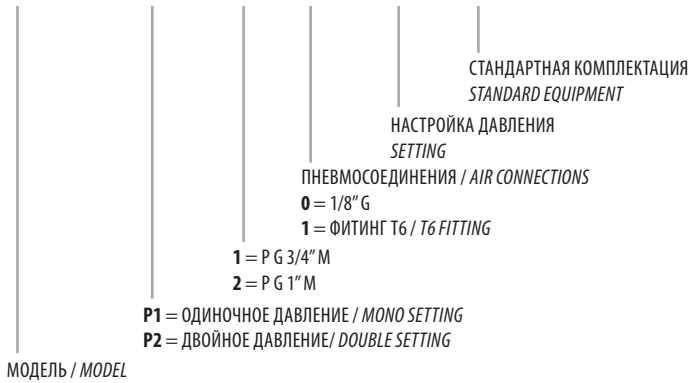 СТАНДАРТНАЯ КОМПЛЕКТАЦИЯ
STANDARD EQUIPMENT
НАСТРОЙКА ДАВЛЕНИЯ
SETTING
ПНЕВМОСОЕДИНЕНИЯ / AIR CONNECTIONS
0 = 1/8" G
1 = ФИТИНГ T6 / T6 FITTING
1 = P G 3/4" M
2 = P G 1" M
P1 = ОДИНОЧНОЕ ДАВЛЕНИЕ / MONO SETTING
P2 = ДВОЙНОЕ ДАВЛЕНИЕ/ DOUBLE SETTING
МОДЕЛЬ / MODEL